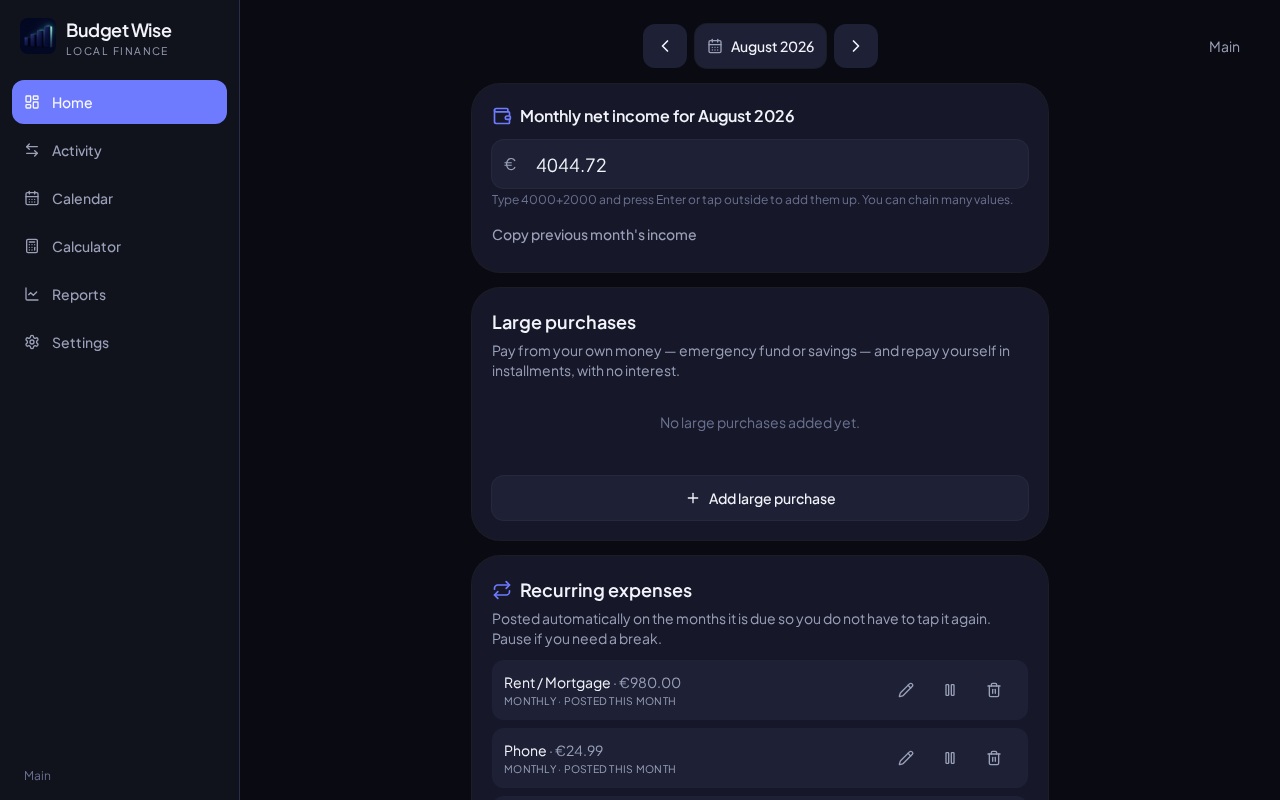 Budget Wise
LOCAL FINANCE
Home
Activity
Calendar
Calculator
Reports
Settings
Main
August 2026
Main
Monthly net income for August 2026
€ 4044.72
Type 4000+2000 and press Enter or tap outside to add them up. You can chain many values.
Copy previous month's income
Large purchases
Pay from your own money — emergency fund or savings — and repay yourself in
installments, with no interest.
No large purchases added yet.
Add large purchase
Recurring expenses
Posted automatically on the months it is due so you do not have to tap it again.
Pause if you need a break.
Rent / Mortgage · €980.00
MONTHLY · POSTED THIS MONTH
Phone · €24.99
MONTHLY · POSTED THIS MONTH